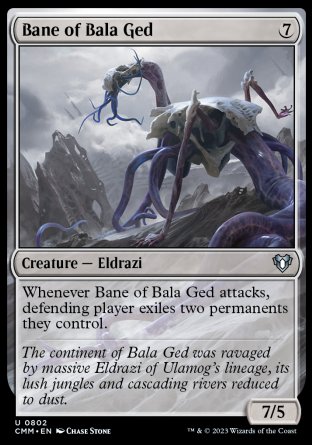 Bane of Bala Ged 7
Creature — Eldrazi
Whenever Bane of Bala Ged attacks,
defending player exiles two permanents
they control.
The continent of Bala Ged was ravaged
by massive Eldrazi of Ulamog's lineage, its
lush jungles and cascading rivers reduced
to dust.
7/5
U 0802
CMM • EN Chase Stone
™ & © 2023 Wizards of the Coast